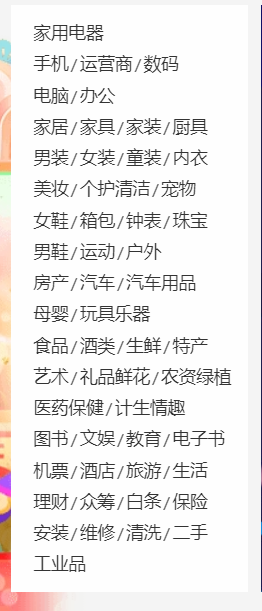 家用电器
手机/运营商/数码
电脑/办公
家居/家具/家装/厨具
男装/女装/童装/内衣
美妆/个护清洁/宠物
女鞋/箱包/钟表/珠宝
男鞋/运动/户外
房产/汽车/汽车用品
母婴/玩具乐器
食品/酒类/生鲜/特产
艺术/礼品鲜花/农资绿植
医药保健/计生情趣
图书/文娱/教育/电子书
机票/酒店/旅游/生活
理财/众筹/白条/保险
安装/维修/清洗/二手
工业品